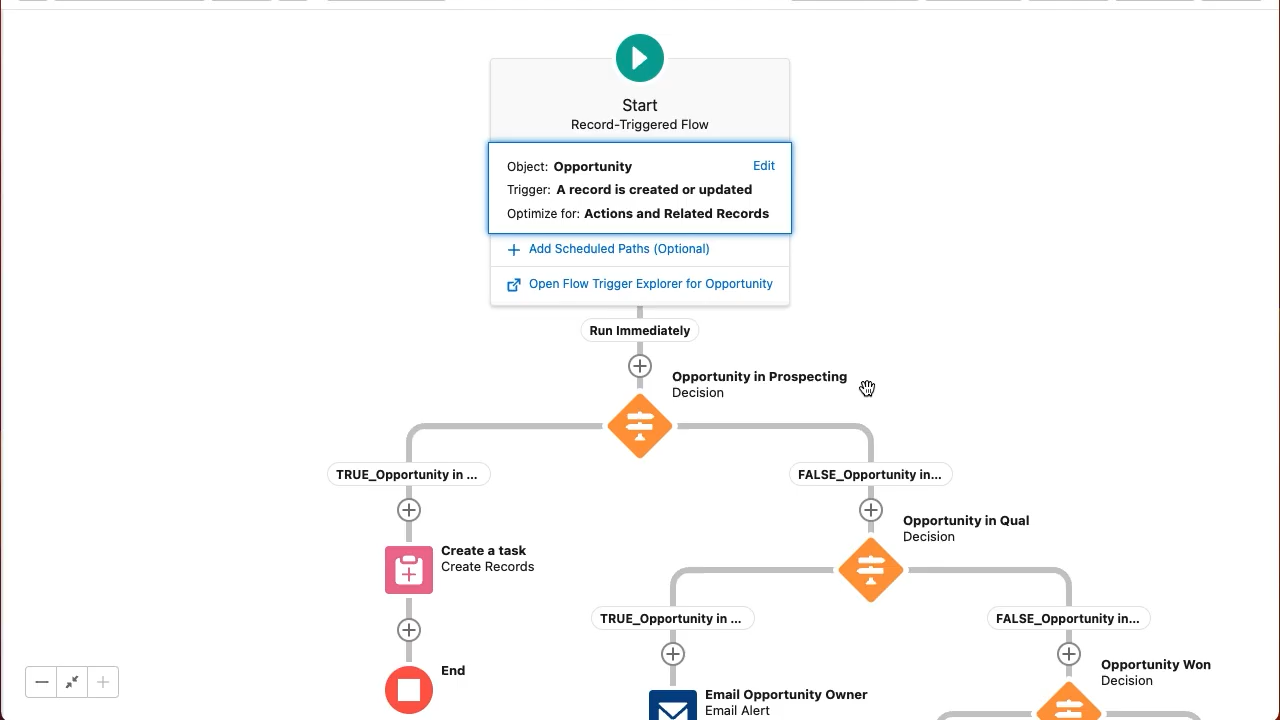 Start
Record-Triggered Flow
Object: Opportunity Edit
Trigger: A record is created or updated
Optimize for: Actions and Related Records
Add Scheduled Paths (Optional)
Open Flow Trigger Explorer for Opportunity
Run Immediately
Opportunity in Prospecting
Decision
TRUE_Opportunity in ...
FALSE_Opportunity in...
Opportunity in Qual
Decision
Create a task
Create Records
TRUE_Opportunity in ...
FALSE_Opportunity in...
End
Opportunity Won
Decision
Email Opportunity Owner
Email Alert